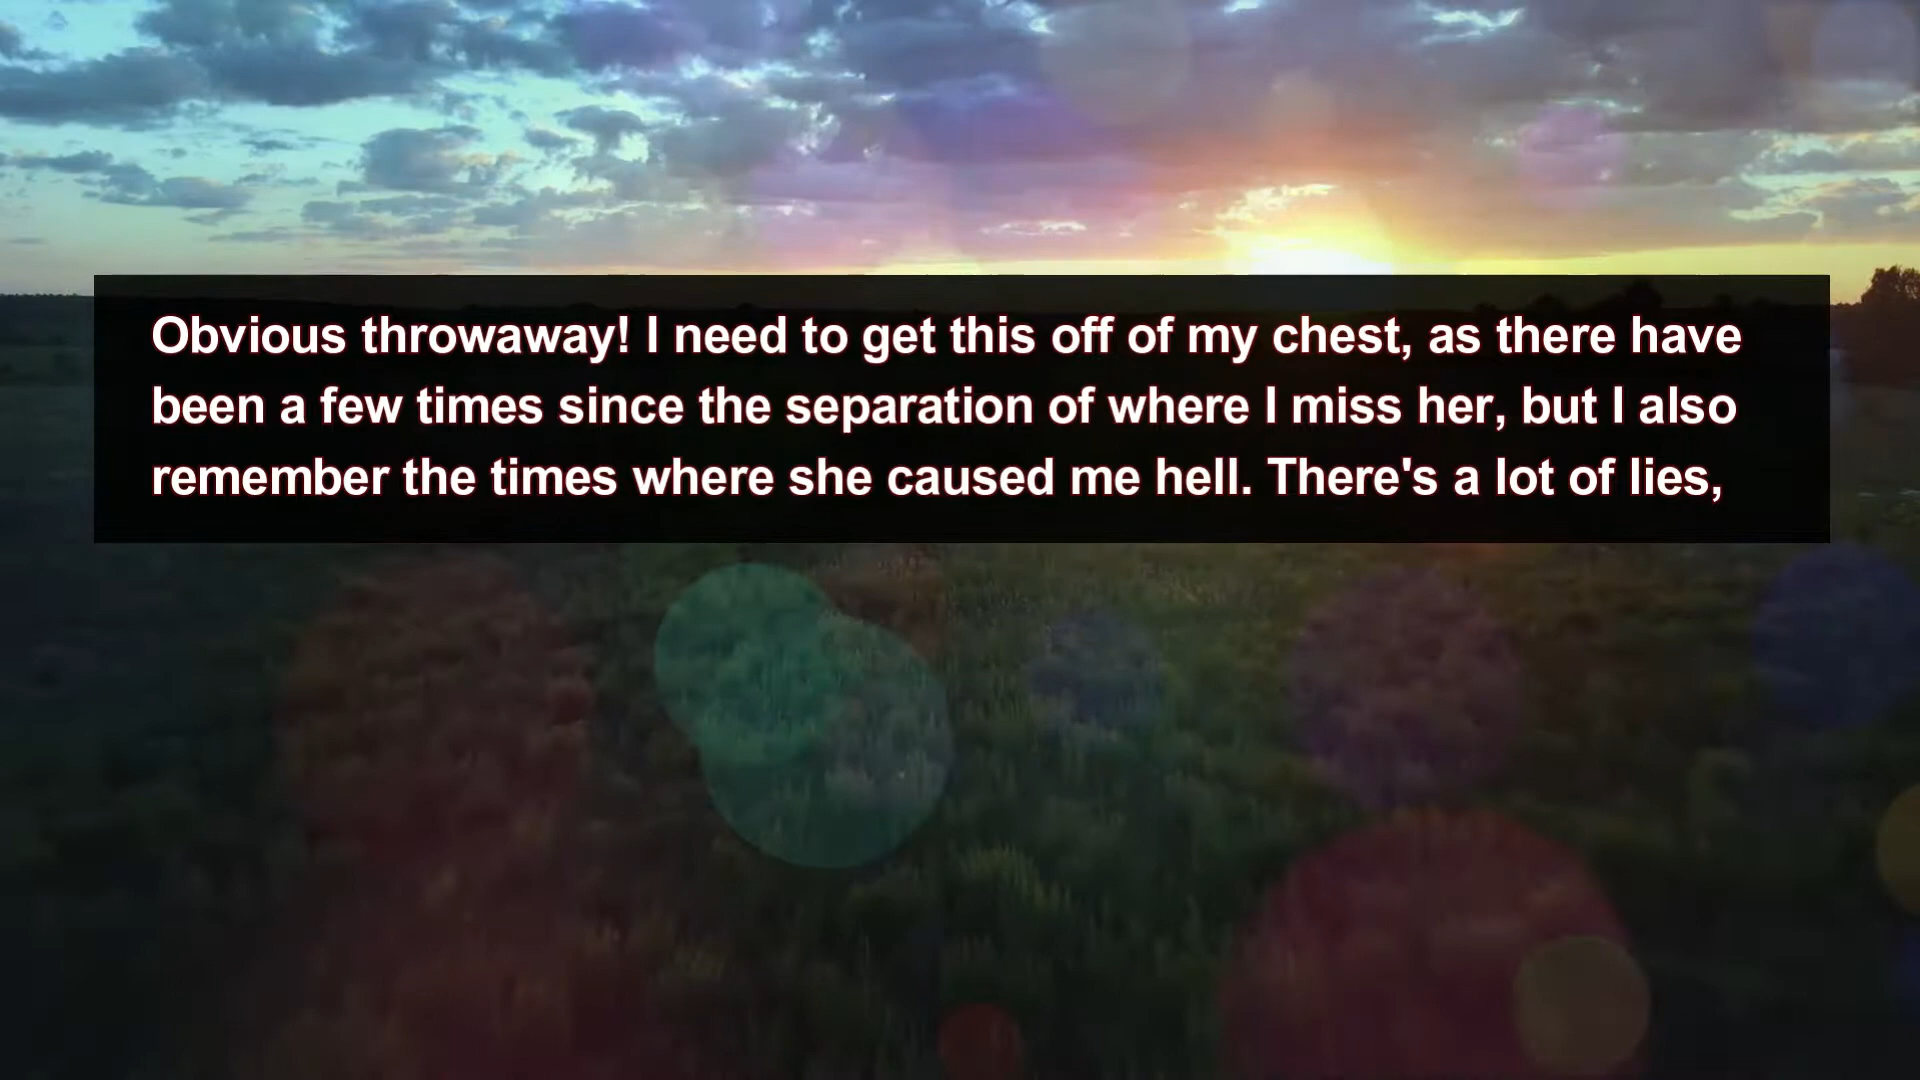 Obvious throwaway! I need to get this off of my chest, as there have
been a few times since the separation of where I miss her, but I also
remember the times where she caused me hell. There's a lot of lies,